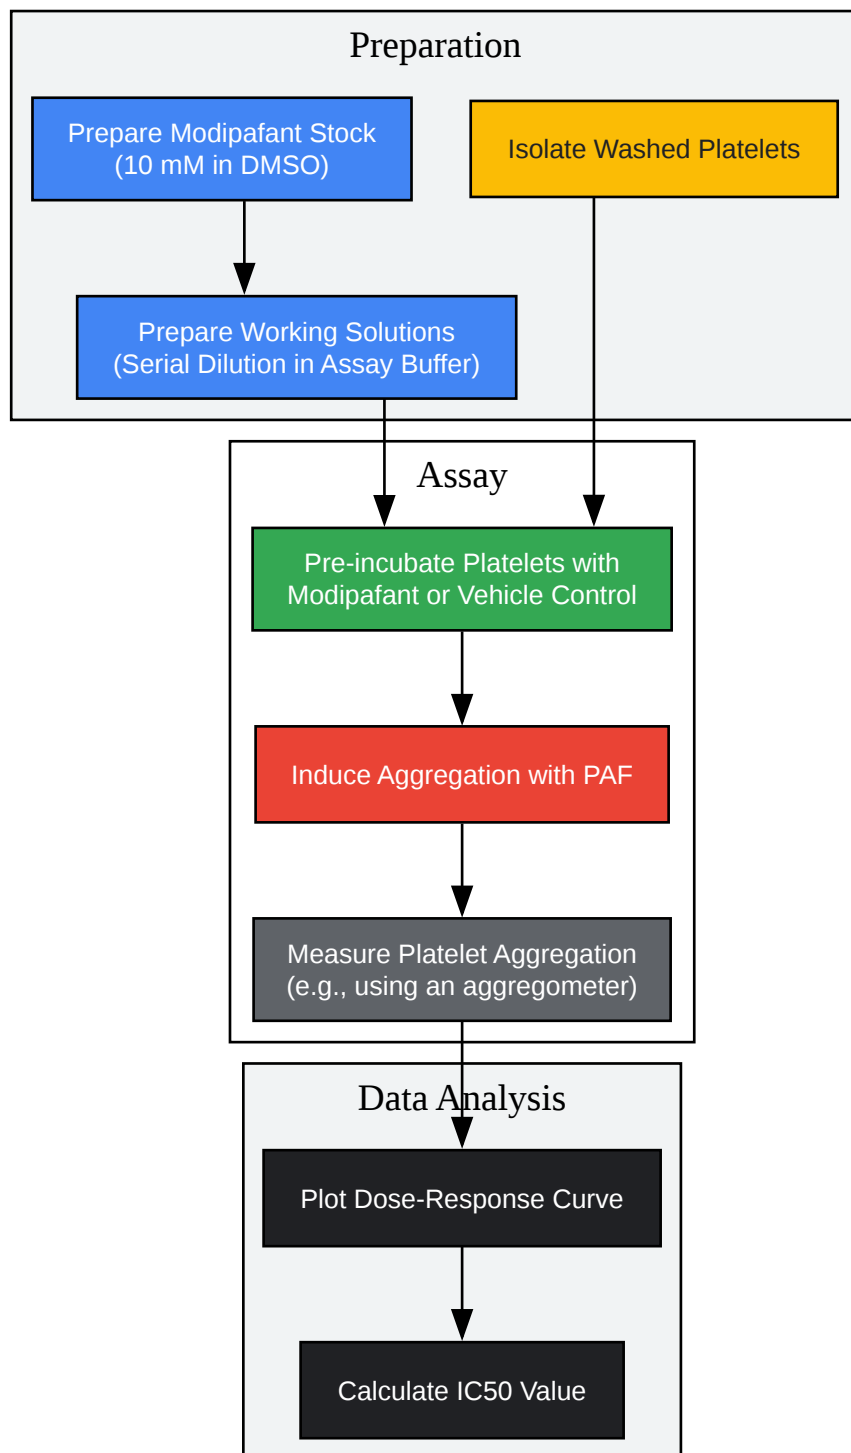 Preparation
Prepare Modipafant Stock
(10 mM in DMSO)
Isolate Washed Platelets
Prepare Working Solutions
(Serial Dilution in Assay Buffer)
Assay
Pre-incubate Platelets with
Modipafant or Vehicle Control
Induce Aggregation with PAF
Measure Platelet Aggregation
(e.g., using an aggregometer)
Data Analysis
Plot Dose-Response Curve
Calculate IC50 Value